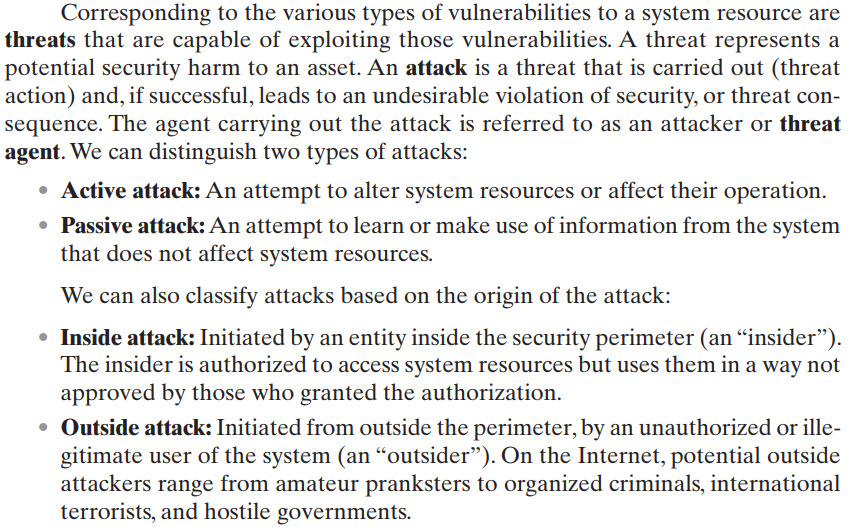 Corresponding to the various types of vulnerabilities to a system resource are
threats that are capable of exploiting those vulnerabilities. A threat represents a
potential security harm to an asset. An attack is a threat that is carried out (threat
action) and, if successful, leads to an undesirable violation of security, or threat con-
sequence. The agent carrying out the attack is referred to as an attacker or threat
agent. We can distinguish two types of attacks:
• Active attack: An attempt to alter system resources or affect their operation.
• Passive attack: An attempt to learn or make use of information from the system
that does not affect system resources.
We can also classify attacks based on the origin of the attack:
• Inside attack: Initiated by an entity inside the security perimeter (an “insider”).
The insider is authorized to access system resources but uses them in a way not
approved by those who granted the authorization.
• Outside attack: Initiated from outside the perimeter, by an unauthorized or ille-
gitimate user of the system (an “outsider”). On the Internet, potential outside
attackers range from amateur pranksters to organized criminals, international
terrorists, and hostile governments.